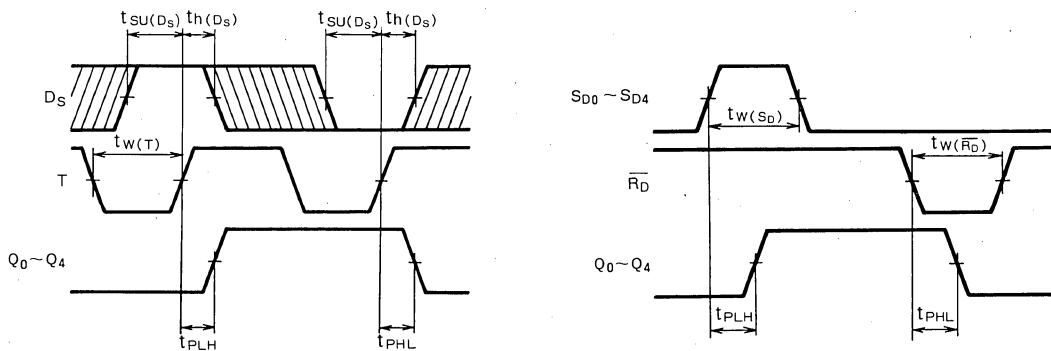 tSU(DS) th(DS) tSU(DS) th(DS)
DS
tW(T)
T
Q0~Q4
tPLH tPHL
SD0~SD4
tW(SD)
tW(R̅D̅)
R̅D̅
Q0~Q4
tPLH tPHL